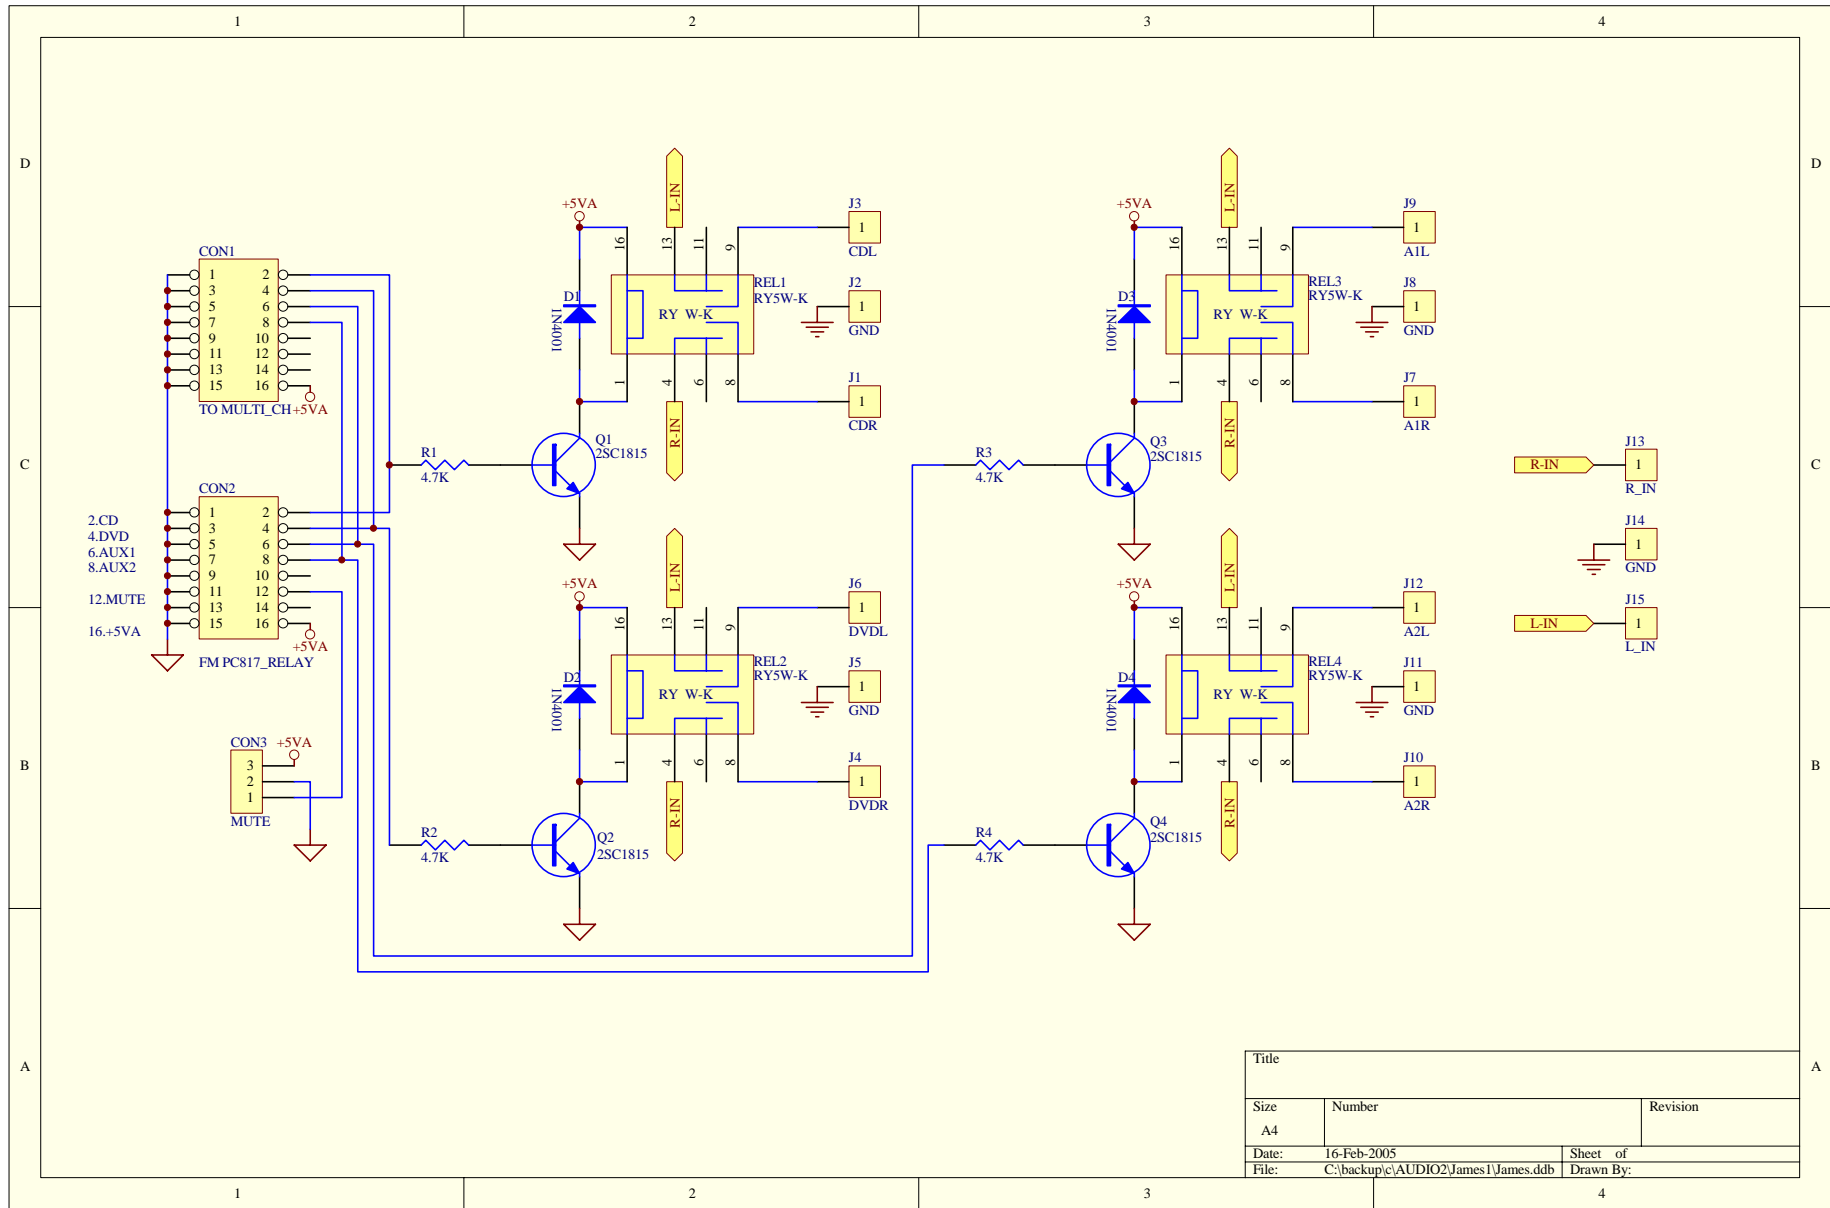 1
2
3
4
D
C
B
A
D
C
B
A
CON1
1 2
3 4
5 6
7 8
9 10
11 12
13 14
15 16
TO MULTI_CH
+5VA
CON2
1 2
3 4
5 6
7 8
9 10
11 12
13 14
15 16
+5VA
FM PC817_RELAY
2.CD
4.DVD
6.AUX1
8.AUX2
12.MUTE
16.+5VA
CON3
+5VA
3
2
1
MUTE
R1
4.7K
Q1
2SC1815
+5VA
D1
1N4001
L-IN
16
13
11
9
REL1
RY5W-K
RY W-K
1
4
6
8
R-IN
J3
1
CDL
J2
1
GND
J1
1
CDR
R2
4.7K
Q2
2SC1815
+5VA
D2
1N4001
L-IN
16
13
11
9
REL2
RY5W-K
RY W-K
1
4
6
8
R-IN
J6
1
DVDL
J5
1
GND
J4
1
DVDR
R3
4.7K
Q3
2SC1815
+5VA
D3
1N4001
L-IN
16
13
11
9
REL3
RY5W-K
RY W-K
1
4
6
8
R-IN
J9
1
A1L
J8
1
GND
J7
1
A1R
R4
4.7K
Q4
2SC1815
+5VA
D4
1N4001
L-IN
16
13
11
9
REL4
RY5W-K
RY W-K
1
4
6
8
R-IN
J12
1
A2L
J11
1
GND
J10
1
A2R
R-IN
J13
1
R_IN
J14
1
GND
L-IN
J15
1
L_IN
Title
Size
A4
Number
Revision
Date: 16-Feb-2005
Sheet of
File: C:\backup\c\AUDIO2\James1\James.ddb
Drawn By:
1
2
3
4